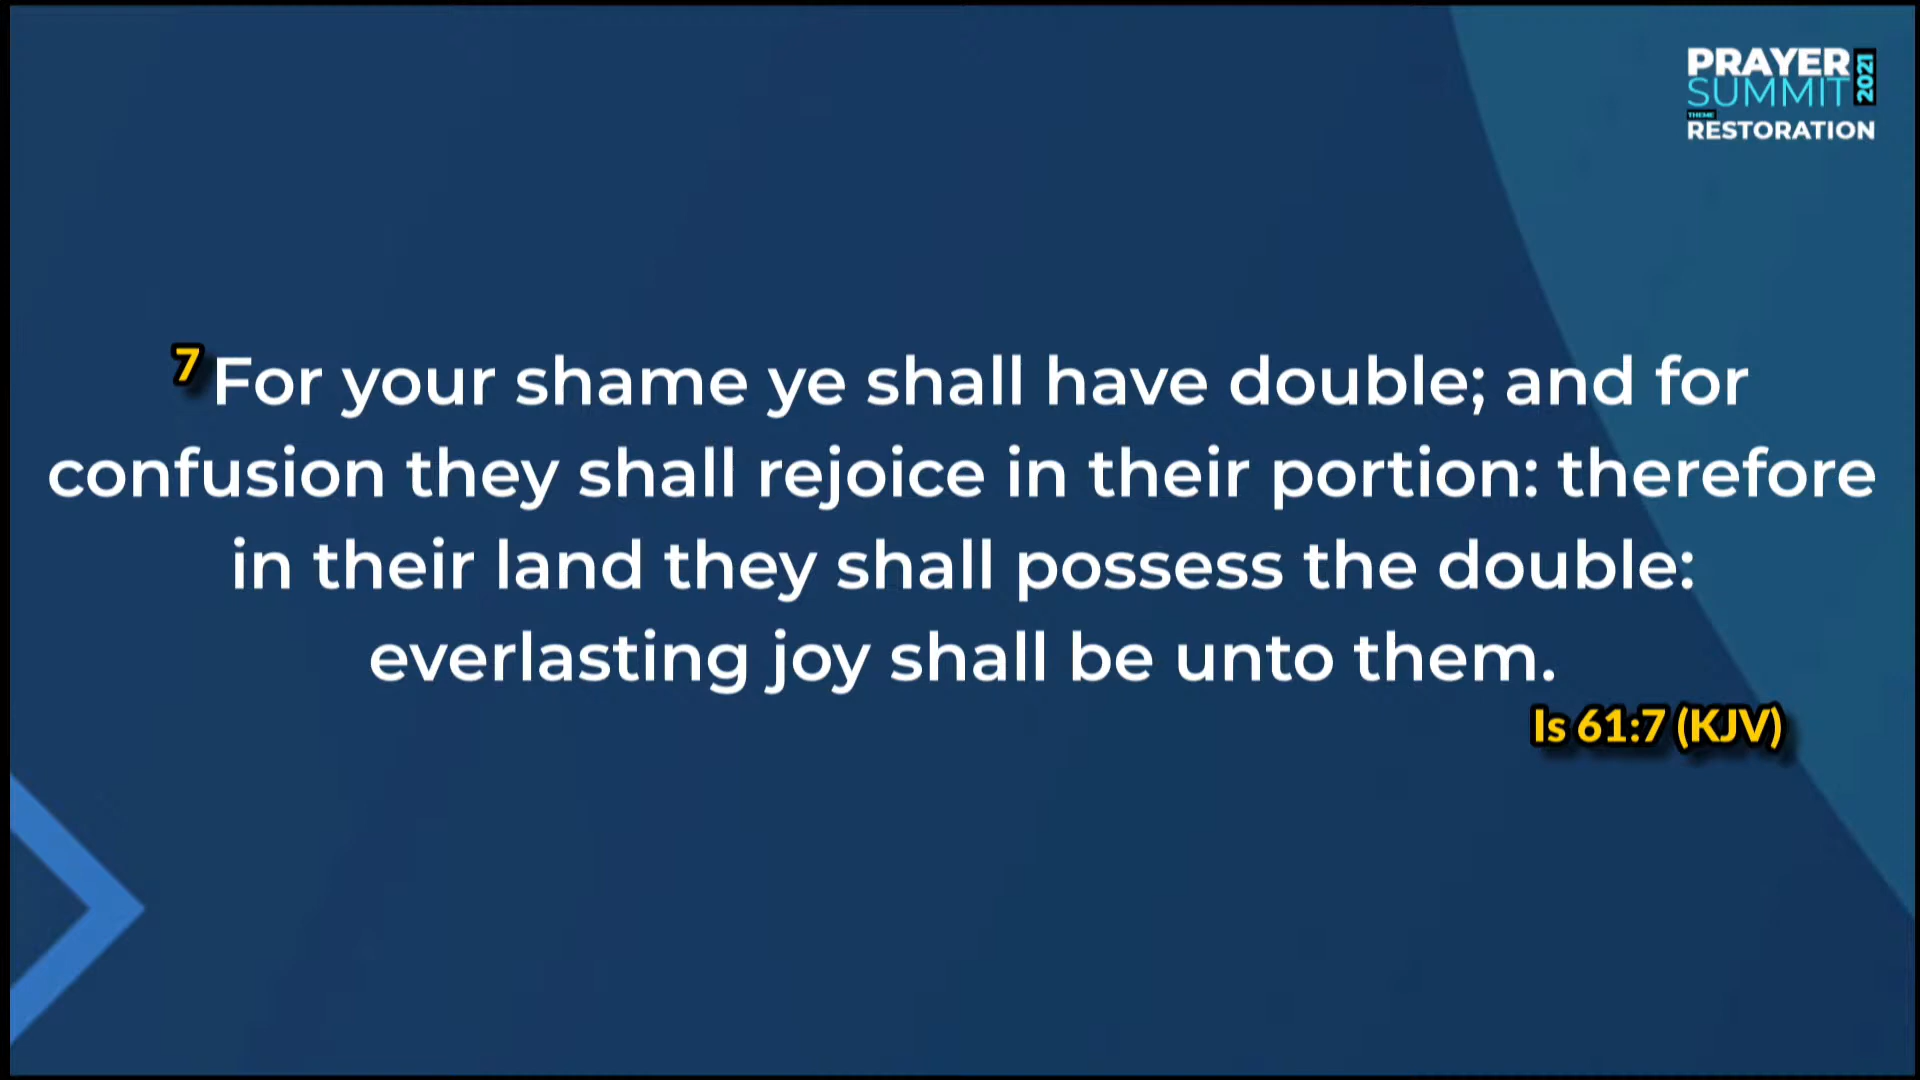 PRAYER
SUMMIT 2021
THEME
RESTORATION
7 For your shame ye shall have double; and for
confusion they shall rejoice in their portion: therefore
in their land they shall possess the double:
everlasting joy shall be unto them.
Is 61:7 (KJV)